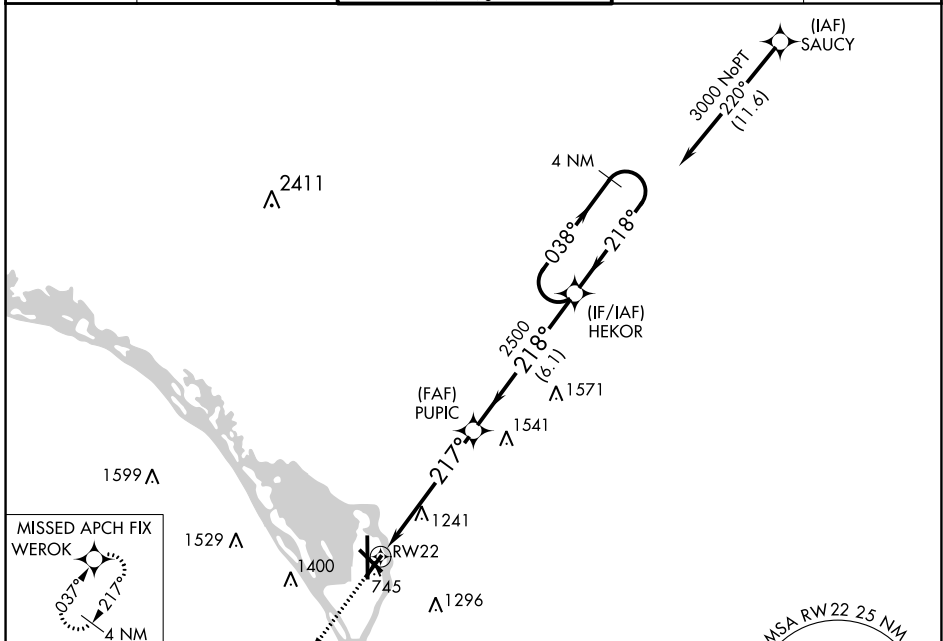 (IAF)
SAUCY
3000 NoPT
220°
(11.6)
4 NM
2411
038°
218°
(IF/IAF)
HEKOR
2500
218°
(6.1)
1571
(FAF)
PUPIC
1541
217°
1599
1241
MISSED APCH FIX
WEROK
1529
RW22
1400
745
037°
217°
1296
4 NM
MSA RW 22 25 NM